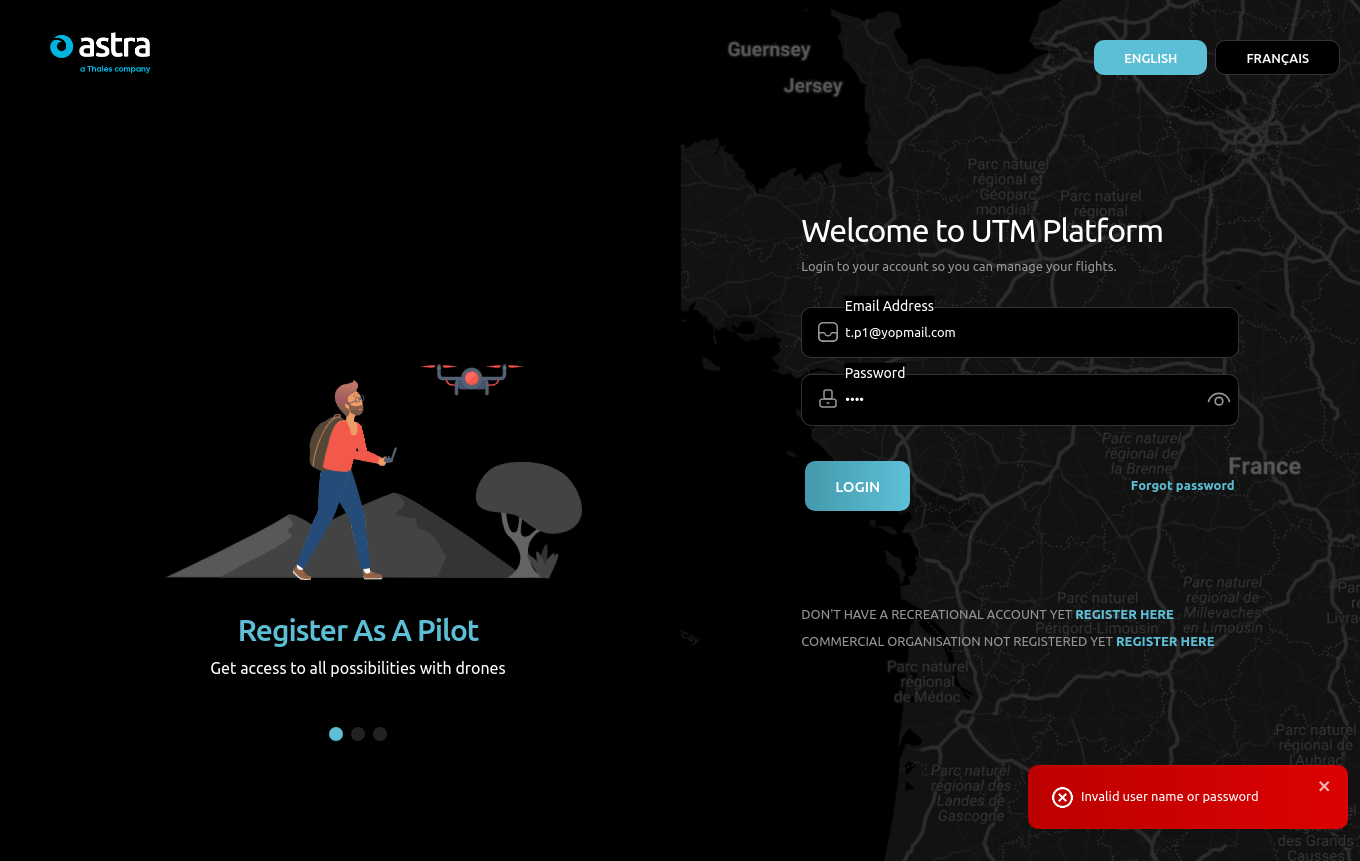 astra
a Thales company
ENGLISH
FRANÇAIS
Guernsey
Jersey
Parc naturel
régional et
Géoparc
mondial
Parc naturel
régional
Welcome to UTM Platform
Login to your account so you can manage your flights.
Email Address
t.p1@yopmail.com
Password
••••
Parc naturel
régional de
la Brenne
France
LOGIN
Forgot password
Parc naturel
régional de
Millevaches
en Limousin
Parc naturel
Périgord-Limousin
DON'T HAVE A RECREATIONAL ACCOUNT YET REGISTER HERE
COMMERCIAL ORGANISATION NOT REGISTERED YET REGISTER HERE
Register As A Pilot
Get access to all possibilities with drones
Parc naturel
régional
de Médoc
Parc naturel
régional de
l'Aubrac
Parc naturel
régional des
Landes de
Gascogne
Invalid user name or password
des Grands
Causses